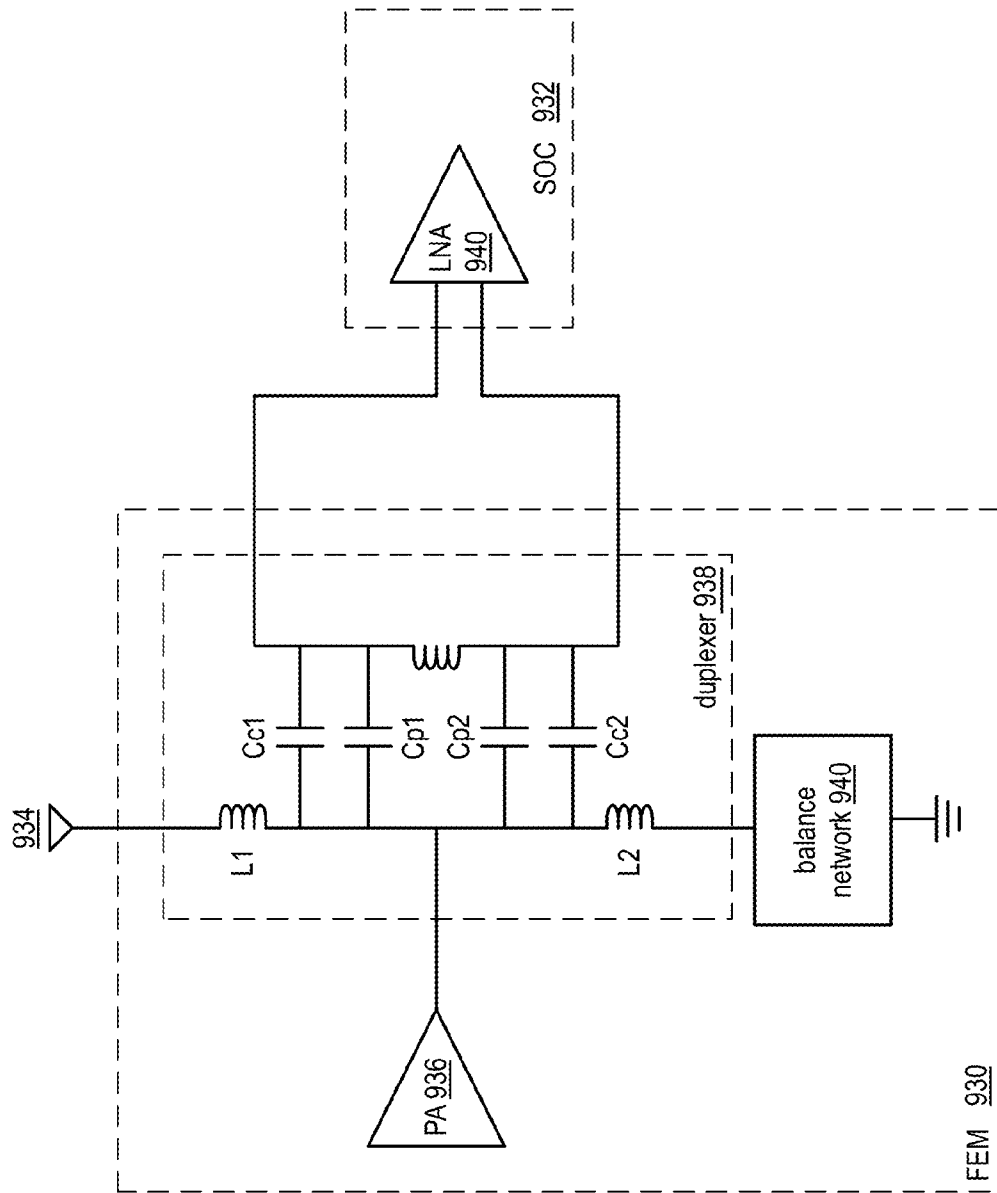 934
L1
Cc1
Cp1
Cp2
Cc2
L2
duplexer 938
PA 936
LNA
940
SOC 932
balance
network 940
FEM 930